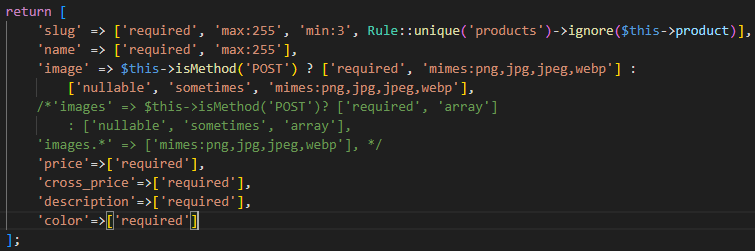 return [
'slug' => ['required', 'max:255', 'min:3', Rule::unique('products')->ignore($this->product)],
'name' => ['required', 'max:255'],
'image' => $this->isMethod('POST') ? ['required', 'mimes:png,jpg,jpeg,webp'] :
['nullable', 'sometimes', 'mimes:png,jpg,jpeg,webp'],
/*'images' => $this->isMethod('POST')? ['required', 'array']
: ['nullable', 'sometimes', 'array'],
'images.*' => ['mimes:png,jpg,jpeg,webp'], */
'price'=>['required'],
'cross_price'=>['required'],
'description'=>['required'],
'color'=>['required']
];